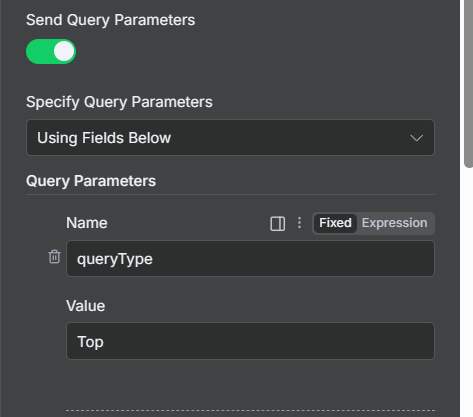 Send Query Parameters
Specify Query Parameters
Using Fields Below
Query Parameters
Name
Fixed Expression
queryType
Value
Top